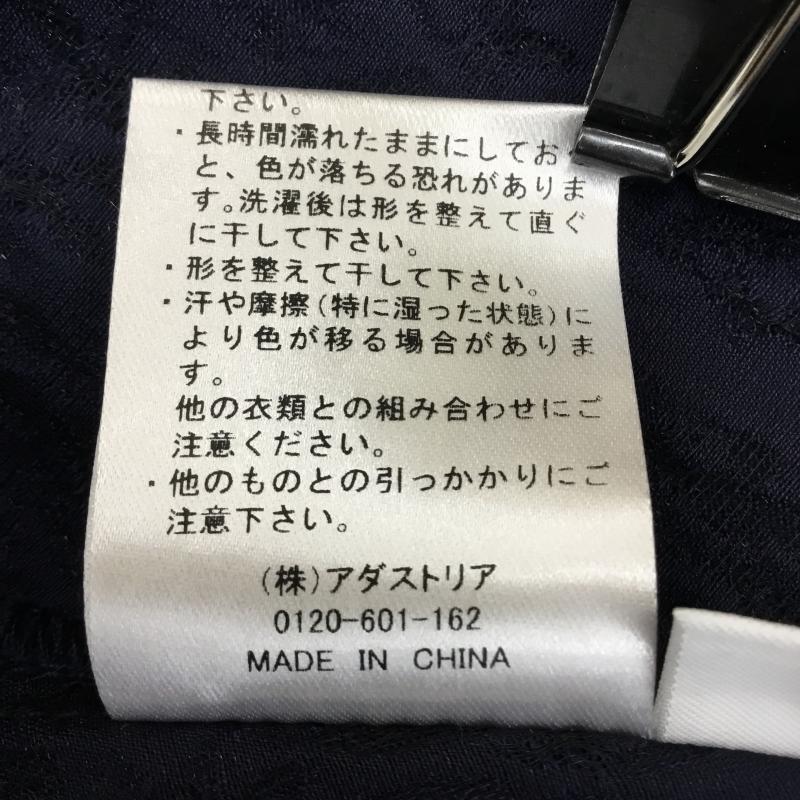 下さい。
・長時間濡れたままにしておく
と、色が落ちる恐れがありま
す。洗濯後は形を整えて直ぐ
に干して下さい。
・形を整えて干して下さい。
・汗や摩擦(特に湿った状態)に
より色が移る場合がありま
す。
他の衣類との組み合わせにご
注意ください。
・他のものとの引っかかりにご
注意下さい。
(株)アダストリア
0120-601-162
MADE IN CHINA